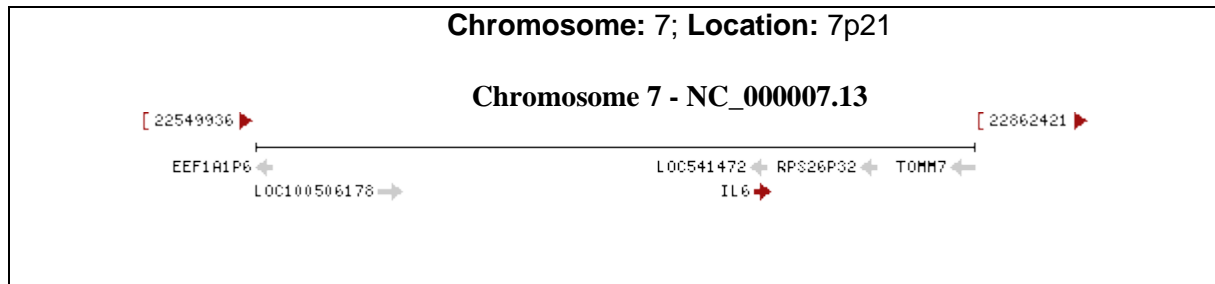 Chromosome: 7; Location: 7p21
Chromosome 7 - NC_000007.13
[ 22549936
[ 22862421
EEF1A1P6
LOC541472
RPS26P32
TOMM7
LOC100506178
IL6